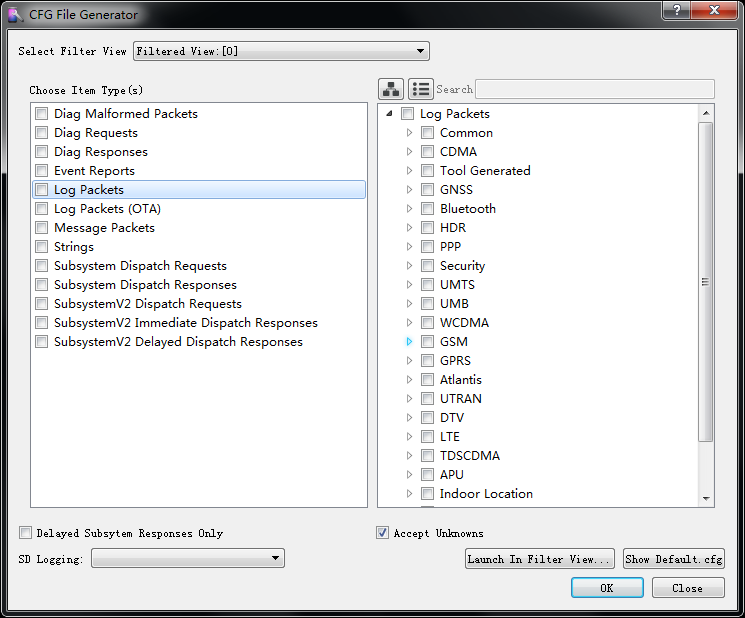 CFG File Generator
Select Filter View Filtered View:[0]
Choose Item Type(s)
Search
Diag Malformed Packets
Diag Requests
Diag Responses
Event Reports
Log Packets
Log Packets (OTA)
Message Packets
Strings
Subsystem Dispatch Requests
Subsystem Dispatch Responses
SubsystemV2 Dispatch Requests
SubsystemV2 Immediate Dispatch Responses
SubsystemV2 Delayed Dispatch Responses
Log Packets
Common
CDMA
Tool Generated
GNSS
Bluetooth
HDR
PPP
Security
UMTS
UMB
WCDMA
GSM
GPRS
Atlantis
UTRAN
DTV
LTE
TDSCDMA
APU
Indoor Location
Delayed Subsytem Responses Only
Accept Unknowns
SD Logging:
Launch In Filter View...
Show Default.cfg
OK
Close